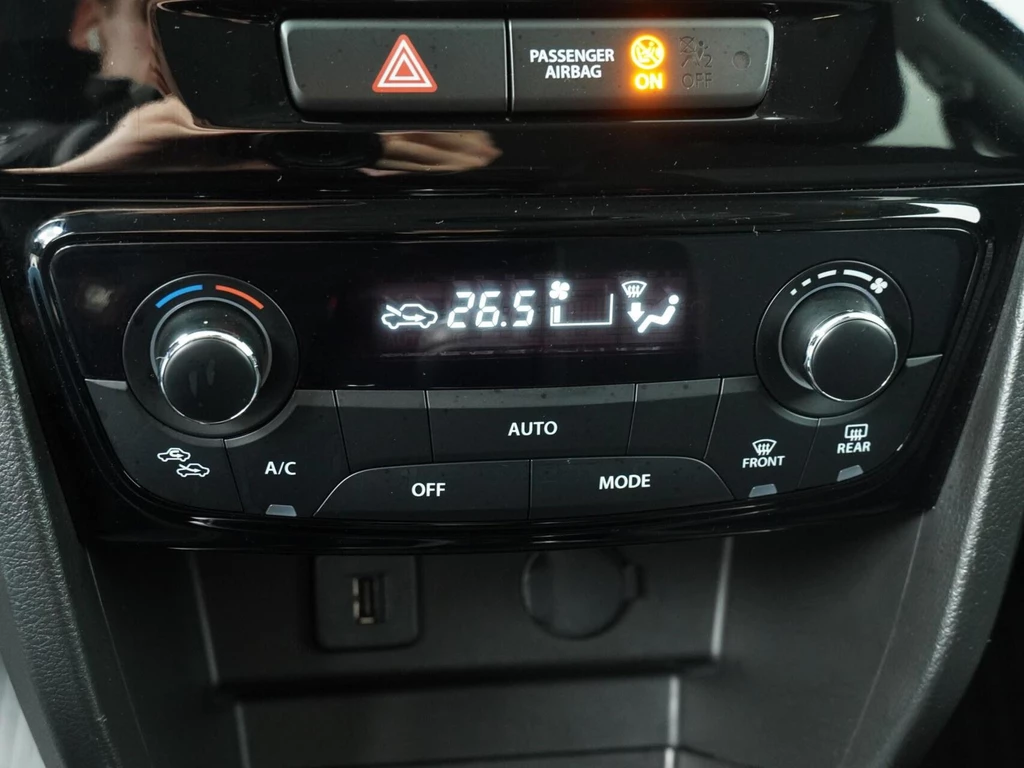 PASSENGER
AIRBAG
ON
OFF
26.5
AUTO
A/C
OFF
MODE
FRONT
REAR